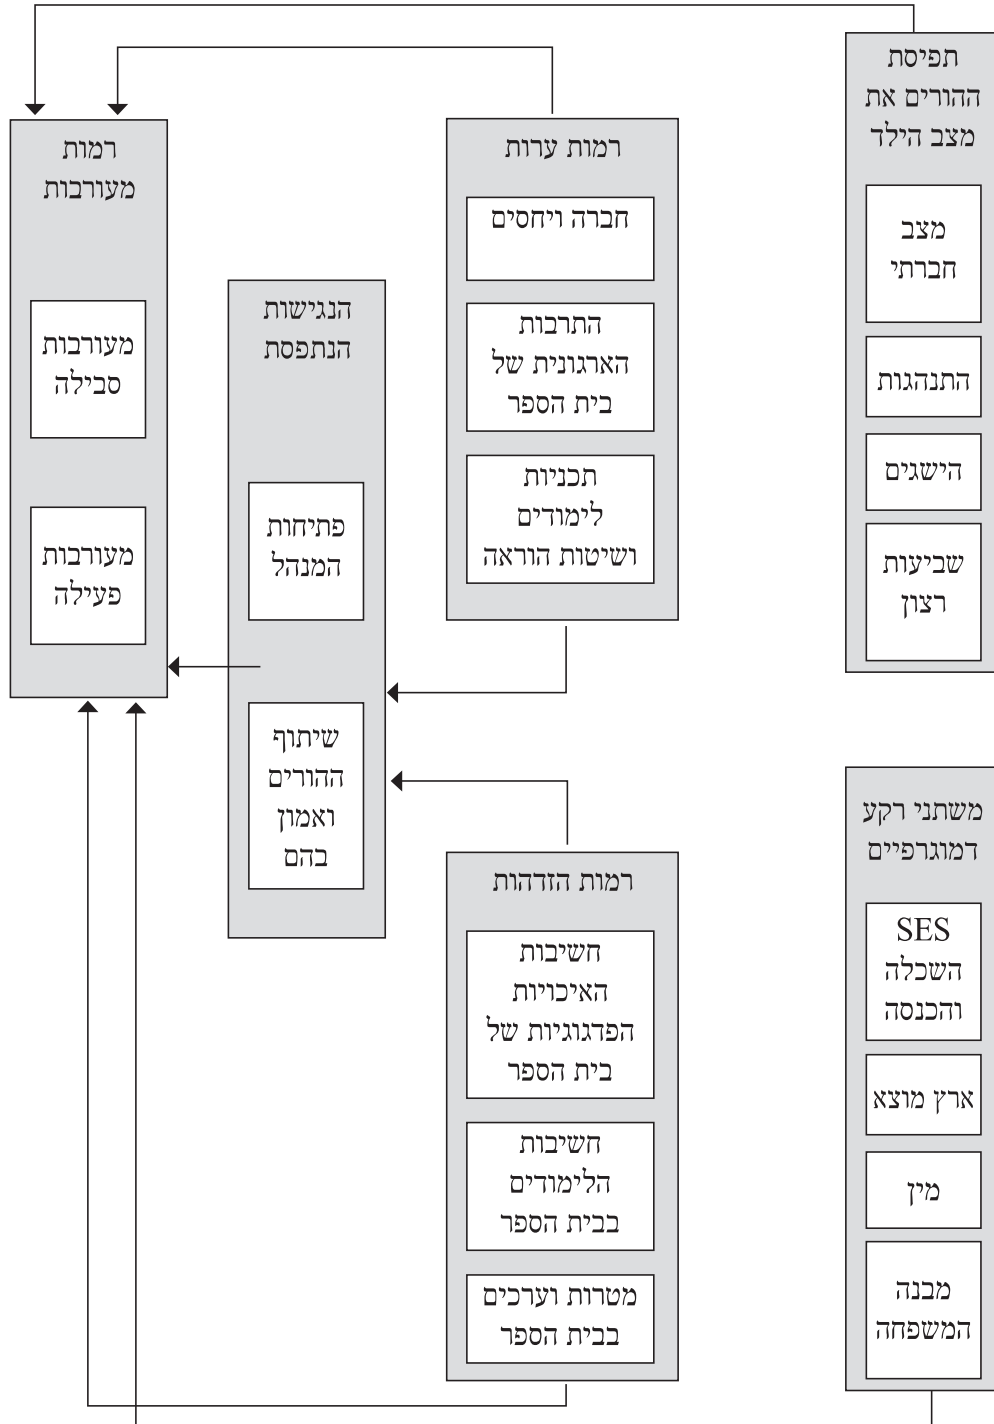 תפיסת
ההורים את
מצב הילד
מצב
חברתי
התנהגות
הישגים
שביעות
רצון
משתני רקע
דמוגרפיים
SES
השכלה
והכנסה
ארץ מוצא
מין
מבנה
המשפחה
רמות ערות
חברה ויחסים
התרבות
הארגונית של
בית הספר
תכניות
לימודים
ושיטות הוראה
רמות הזדהות
חשיבות
האיכויות
הפדגוגיות של
בית הספר
חשיבות
הלימודים
בבית הספר
מטרות וערכים
בבית הספר
הנגישות
הנתפסת
פתיחות
המנהל
שיתוף
ההורים
ואמון
בהם
רמות
מעורבות
מעורבות
סבילה
מעורבות
פעילה